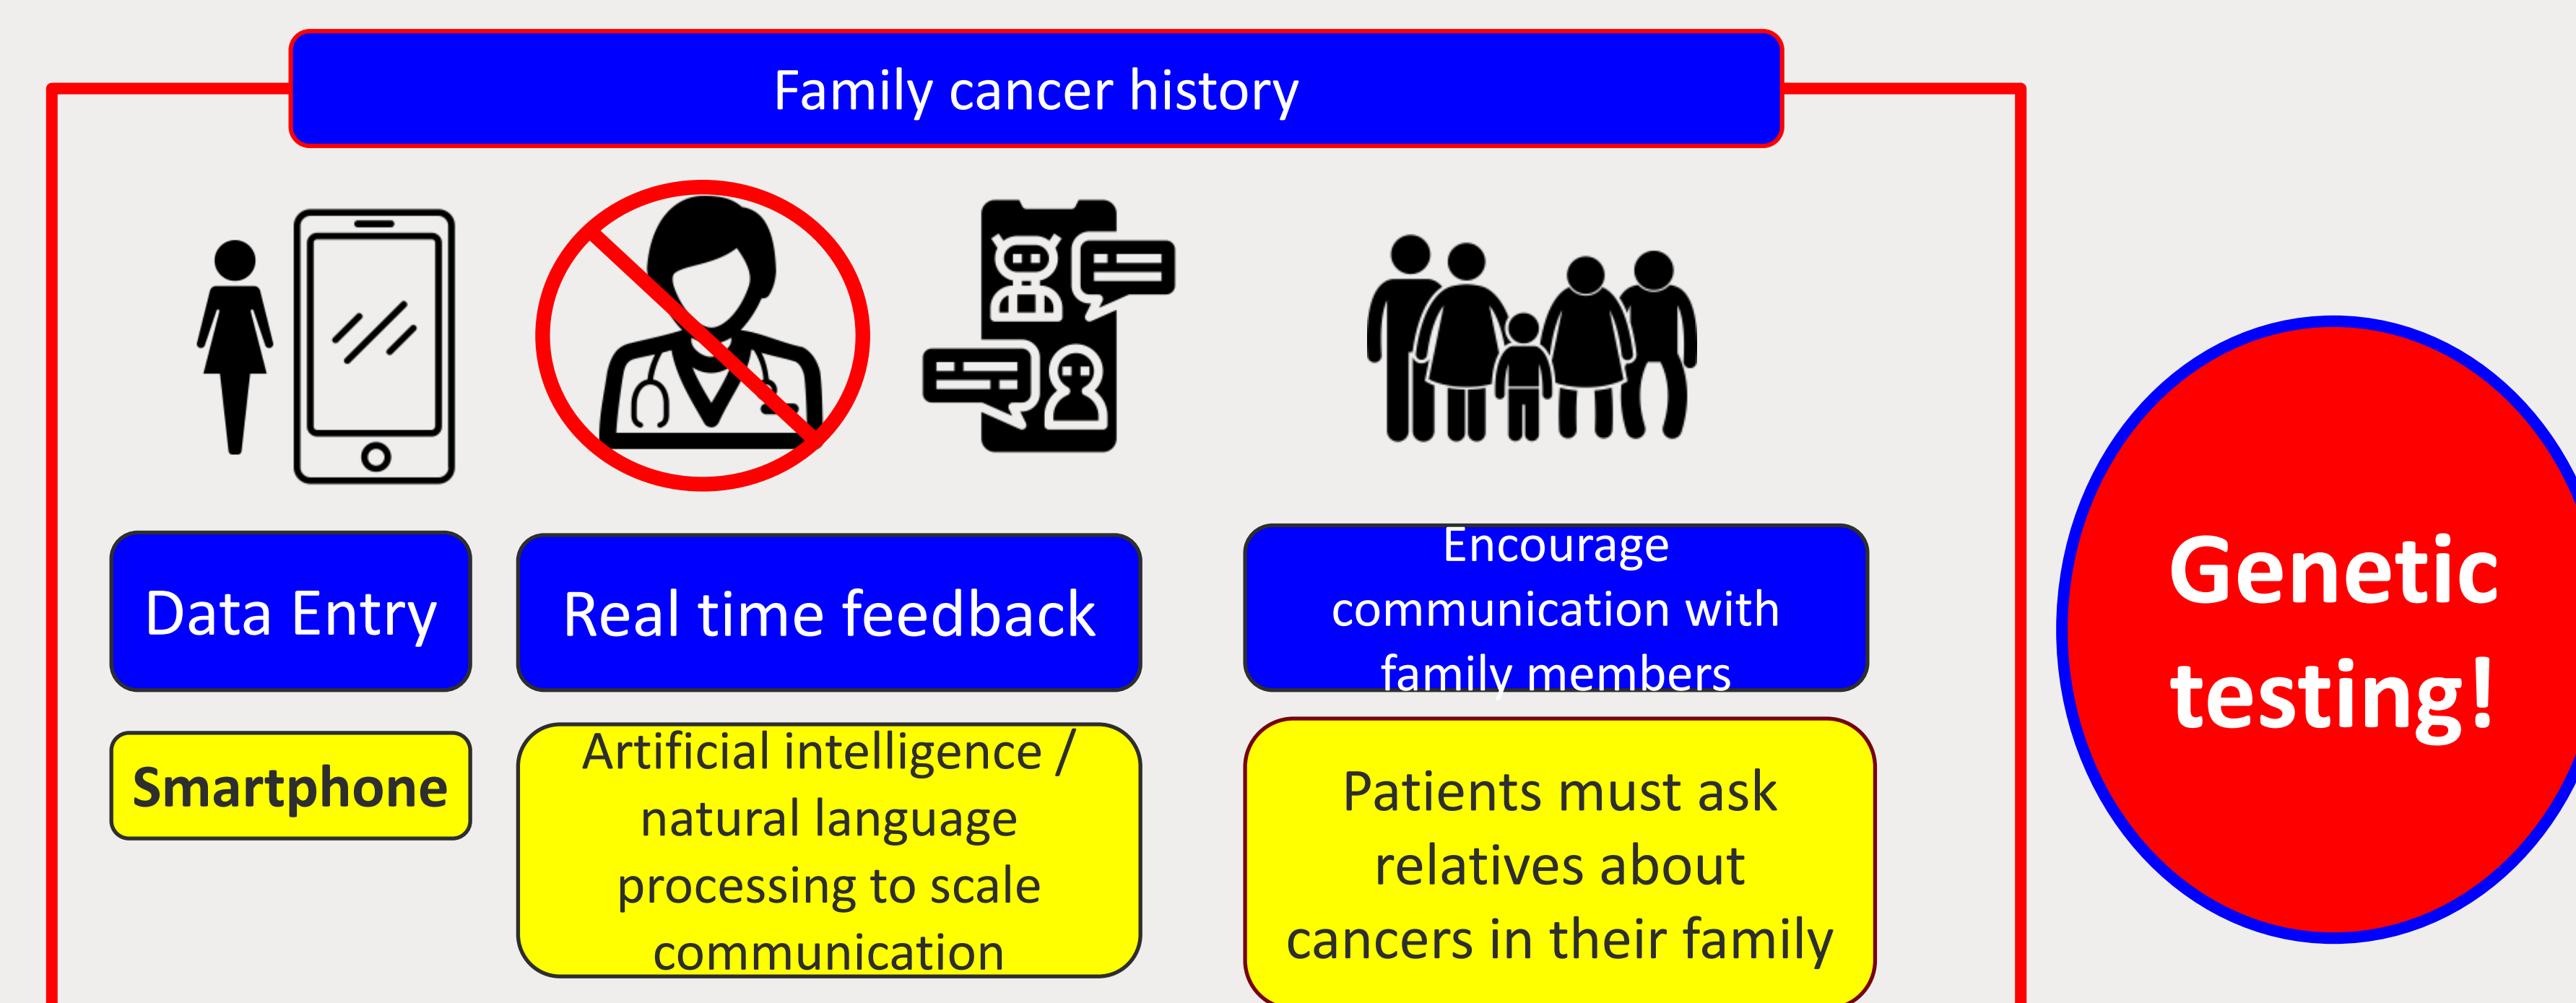 Family cancer history
Data Entry
Smartphone
Real time feedback
Artificial intelligence /
natural language
processing to scale
communication
Encourage
communication with
family members
Patients must ask
relatives about
cancers in their family
Genetic
testing!